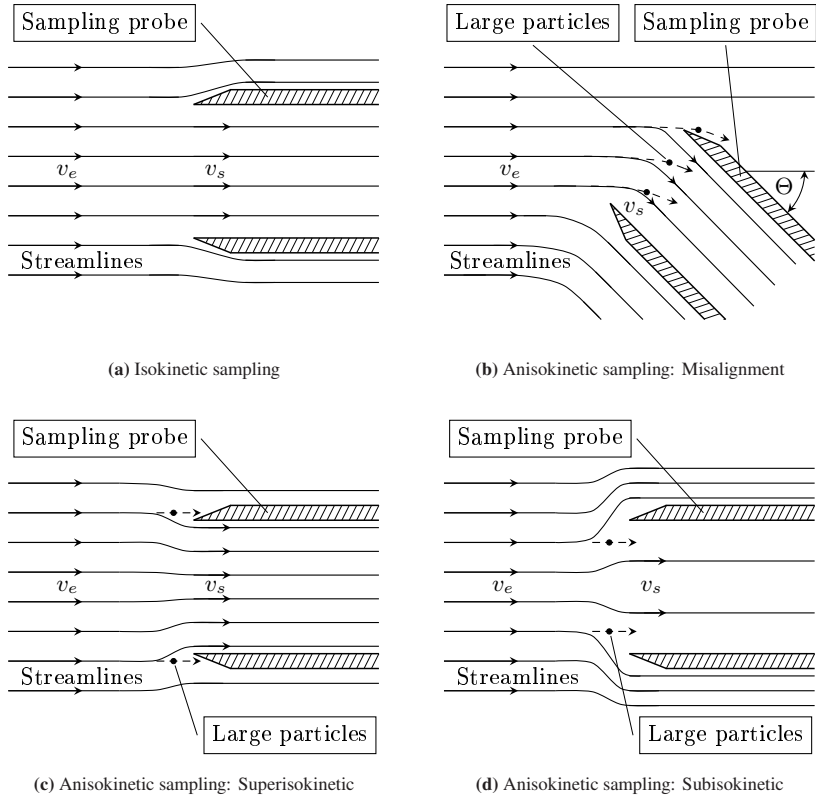 Sampling probe
v_e
v_s
Streamlines
(a) Isokinetic sampling
Large particles
Sampling probe
v_e
v_s
Θ
Streamlines
(b) Anisokinetic sampling: Misalignment
Sampling probe
v_e
v_s
Streamlines
Large particles
(c) Anisokinetic sampling: Superisokinetic
Sampling probe
v_e
v_s
Streamlines
Large particles
(d) Anisokinetic sampling: Subisokinetic